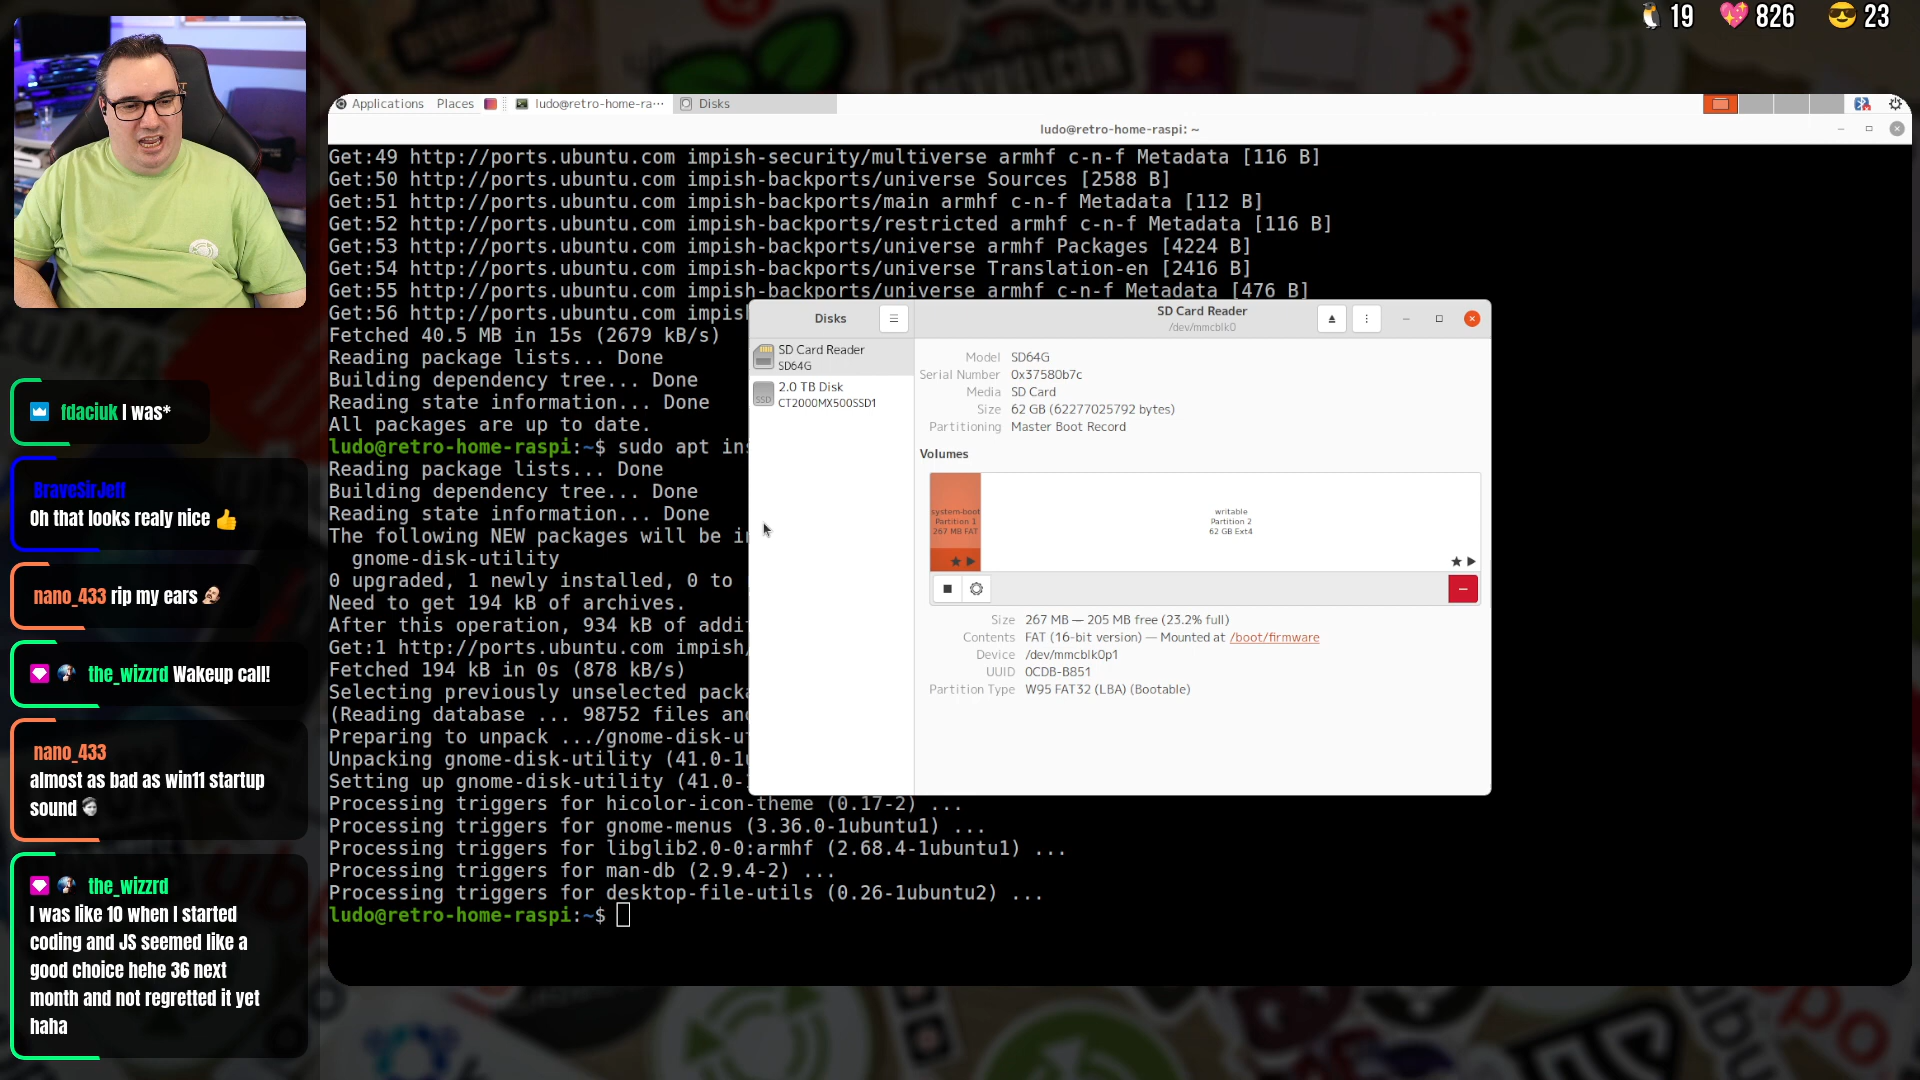 19 826 23
Applications Places ludo@retro-home-ra··· Disks
ludo@retro-home-raspi: ~
Get:49 http://ports.ubuntu.com impish-security/multiverse armhf c-n-f Metadata [116 B]
Get:50 http://ports.ubuntu.com impish-backports/universe Sources [2588 B]
Get:51 http://ports.ubuntu.com impish-backports/main armhf c-n-f Metadata [112 B]
Get:52 http://ports.ubuntu.com impish-backports/restricted armhf c-n-f Metadata [116 B]
Get:53 http://ports.ubuntu.com impish-backports/universe armhf Packages [4224 B]
Get:54 http://ports.ubuntu.com impish-backports/universe Translation-en [2416 B]
Get:55 http://ports.ubuntu.com impish-backports/universe armhf c-n-f Metadata [476 B]
Get:56 http://ports.ubuntu.com impis
Fetched 40.5 MB in 15s (2679 kB/s)
Reading package lists... Done
Building dependency tree... Done
Reading state information... Done
All packages are up to date.
ludo@retro-home-raspi:~$ sudo apt ins
Reading package lists... Done
Building dependency tree... Done
Reading state information... Done
The following NEW packages will be in
gnome-disk-utility
0 upgraded, 1 newly installed, 0 to
Need to get 194 kB of archives.
After this operation, 934 kB of addit
Get:1 http://ports.ubuntu.com impish/
Fetched 194 kB in 0s (878 kB/s)
Selecting previously unselected packa
(Reading database ... 98752 files and
Preparing to unpack .../gnome-disk-ut
Unpacking gnome-disk-utility (41.0-1u
Setting up gnome-disk-utility (41.0-1
Processing triggers for hicolor-icon-theme (0.17-2) ...
Processing triggers for gnome-menus (3.36.0-1ubuntu1) ...
Processing triggers for libglib2.0-0:armhf (2.68.4-1ubuntu1) ...
Processing triggers for man-db (2.9.4-2) ...
Processing triggers for desktop-file-utils (0.26-1ubuntu2) ...
ludo@retro-home-raspi:~$
Disks
SD Card Reader
/dev/mmcblk0
SD Card Reader
SD64G
2.0 TB Disk
CT2000MX500SSD1
SSD
Model SD64G
Serial Number 0x37580b7c
Media SD Card
Size 62 GB (62277025792 bytes)
Partitioning Master Boot Record
Volumes
system-boot
Partition 1
267 MB FAT
writable
Partition 2
62 GB Ext4
Size 267 MB — 205 MB free (23.2% full)
Contents FAT (16-bit version) — Mounted at /boot/firmware
Device /dev/mmcblk0p1
UUID 0CDB-B851
Partition Type W95 FAT32 (LBA) (Bootable)
fdaciuk I was*
BraveSirJeff
Oh that looks realy nice 👍
nano_433 rip my ears
the_wizzrd Wakeup call!
nano_433
almost as bad as win11 startup
sound
the_wizzrd
I was like 10 when I started
coding and JS seemed like a
good choice hehe 36 next
month and not regretted it yet
haha